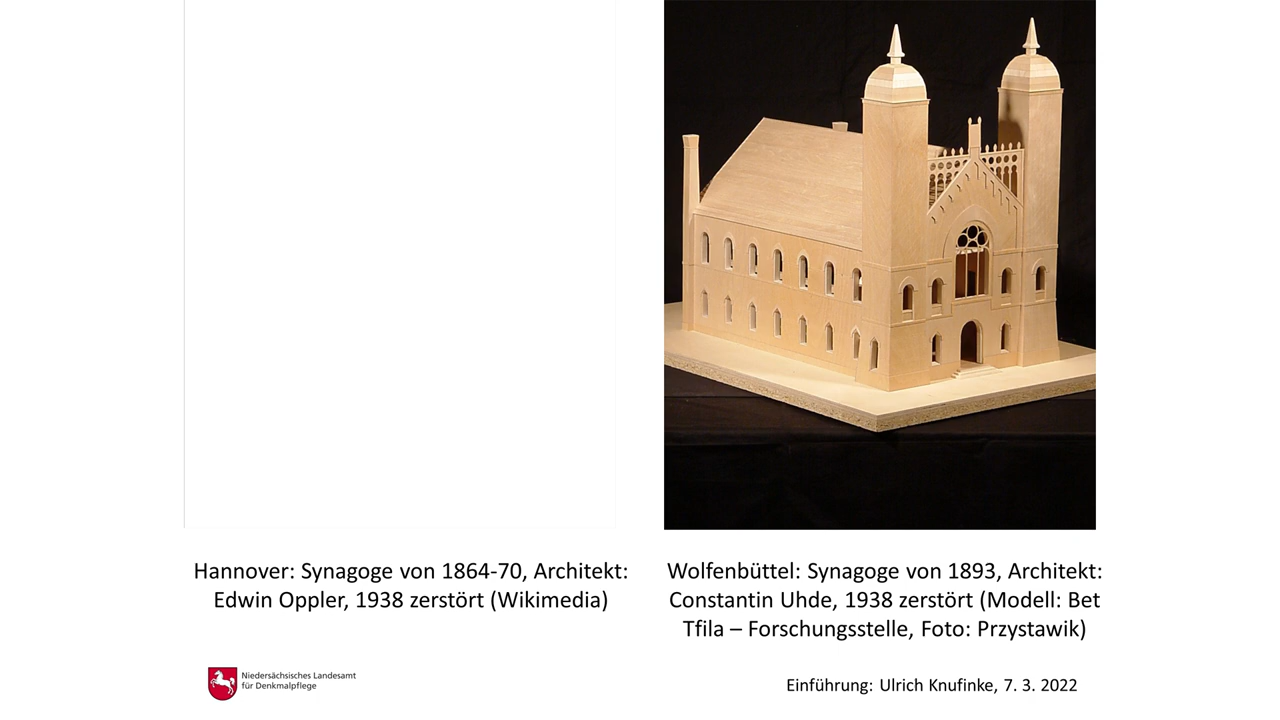 Hannover: Synagoge von 1864-70, Architekt:
Edwin Oppler, 1938 zerstört (Wikimedia)
Wolfenbüttel: Synagoge von 1893, Architekt:
Constantin Uhde, 1938 zerstört (Modell: Bet
Tfila – Forschungsstelle, Foto: Przystawik)
Niedersächsisches Landesamt
für Denkmalpflege
Einführung: Ulrich Knufinke, 7. 3. 2022